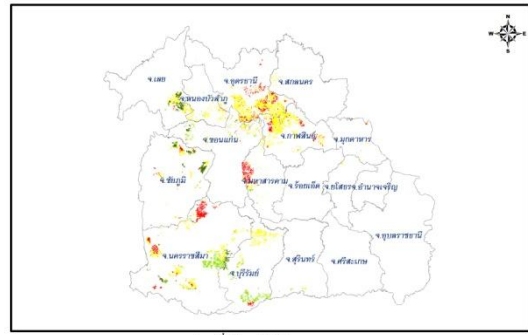 N
W E
S
จ.เลย
จ.อุดรธานี
จ.สกลนคร
จ.หนองบัวลำภู
จ.ขอนแก่น
จ.กาฬสินธุ์
จ.มุกดาหาร
จ.ชัยภูมิ
จ.มหาสารคาม
จ.ร้อยเอ็ด
จ.ยโสธร
จ.อำนาจเจริญ
จ.อุบลราชธานี
จ.นครราชสีมา
จ.บุรีรัมย์
จ.สุรินทร์
จ.ศรีสะเกษ